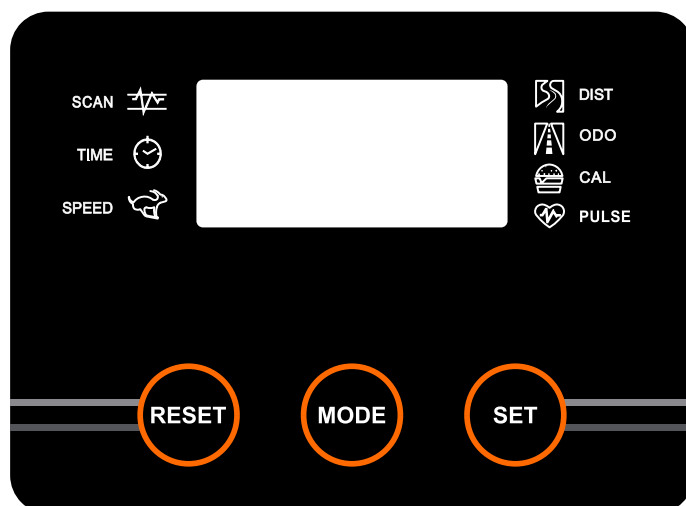 SCAN
TIME
SPEED
DIST
ODO
CAL
PULSE
RESET
MODE
SET